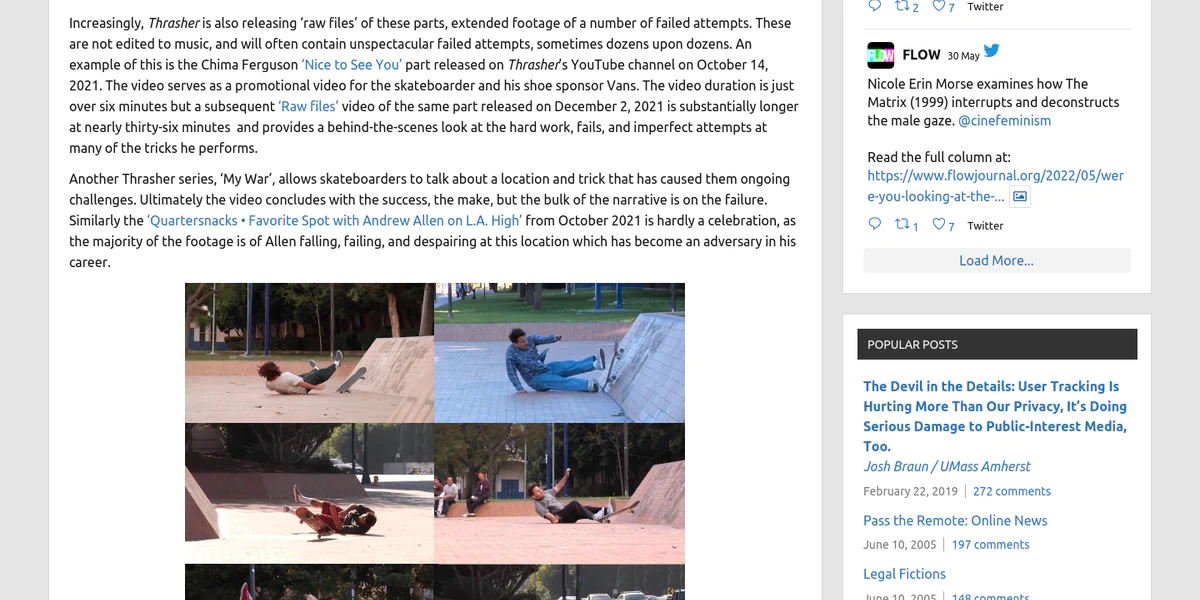 Increasingly, Thrasher is also releasing ‘raw files’ of these parts, extended footage of a number of failed attempts. These
are not edited to music, and will often contain unspectacular failed attempts, sometimes dozens upon dozens. An
example of this is the Chima Ferguson ‘Nice to See You’ part released on Thrasher’s YouTube channel on October 14,
2021. The video serves as a promotional video for the skateboarder and his shoe sponsor Vans. The video duration is just
over six minutes but a subsequent ‘Raw files’ video of the same part released on December 2, 2021 is substantially longer
at nearly thirty-six minutes  and provides a behind-the-scenes look at the hard work, fails, and imperfect attempts at
many of the tricks he performs.
Another Thrasher series, ‘My War’, allows skateboarders to talk about a location and trick that has caused them ongoing
challenges. Ultimately the video concludes with the success, the make, but the bulk of the narrative is on the failure.
Similarly the ‘Quartersnacks • Favorite Spot with Andrew Allen on L.A. High’ from October 2021 is hardly a celebration, as
the majority of the footage is of Allen falling, failing, and despairing at this location which has become an adversary in his
career.
2 7 Twitter
FLOW 30 May
Nicole Erin Morse examines how The
Matrix (1999) interrupts and deconstructs
the male gaze. @cinefeminism
Read the full column at:
https://www.flowjournal.org/2022/05/wer
e-you-looking-at-the-...
1 7 Twitter
Load More...
POPULAR POSTS
The Devil in the Details: User Tracking Is
Hurting More Than Our Privacy, It’s Doing
Serious Damage to Public-Interest Media,
Too.
Josh Braun / UMass Amherst
February 22, 2019 | 272 comments
Pass the Remote: Online News
June 10, 2005 | 197 comments
Legal Fictions
June 10, 2005 | 148 comments